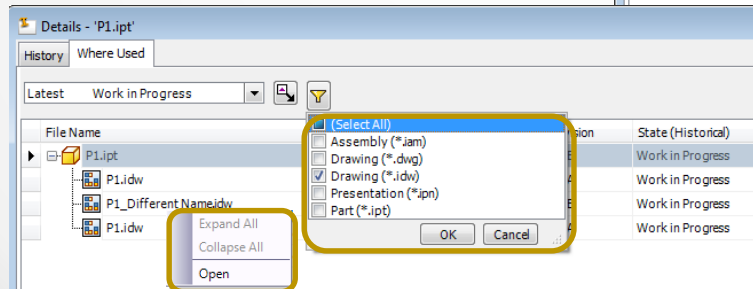 Details - 'P1.ipt'
History Where Used
Latest Work in Progress
File Name sion State (Historical)
(Select All)
Assembly (*.iam)
Drawing (*.dwg)
Drawing (*.idw)
Presentation (*.ipn)
Part (*.ipt)
OK Cancel
P1.ipt Work in Progress
P1.idw Work in Progress
P1_Different Name.idw Work in Progress
P1.idw Work in Progress
Expand All
Collapse All
Open